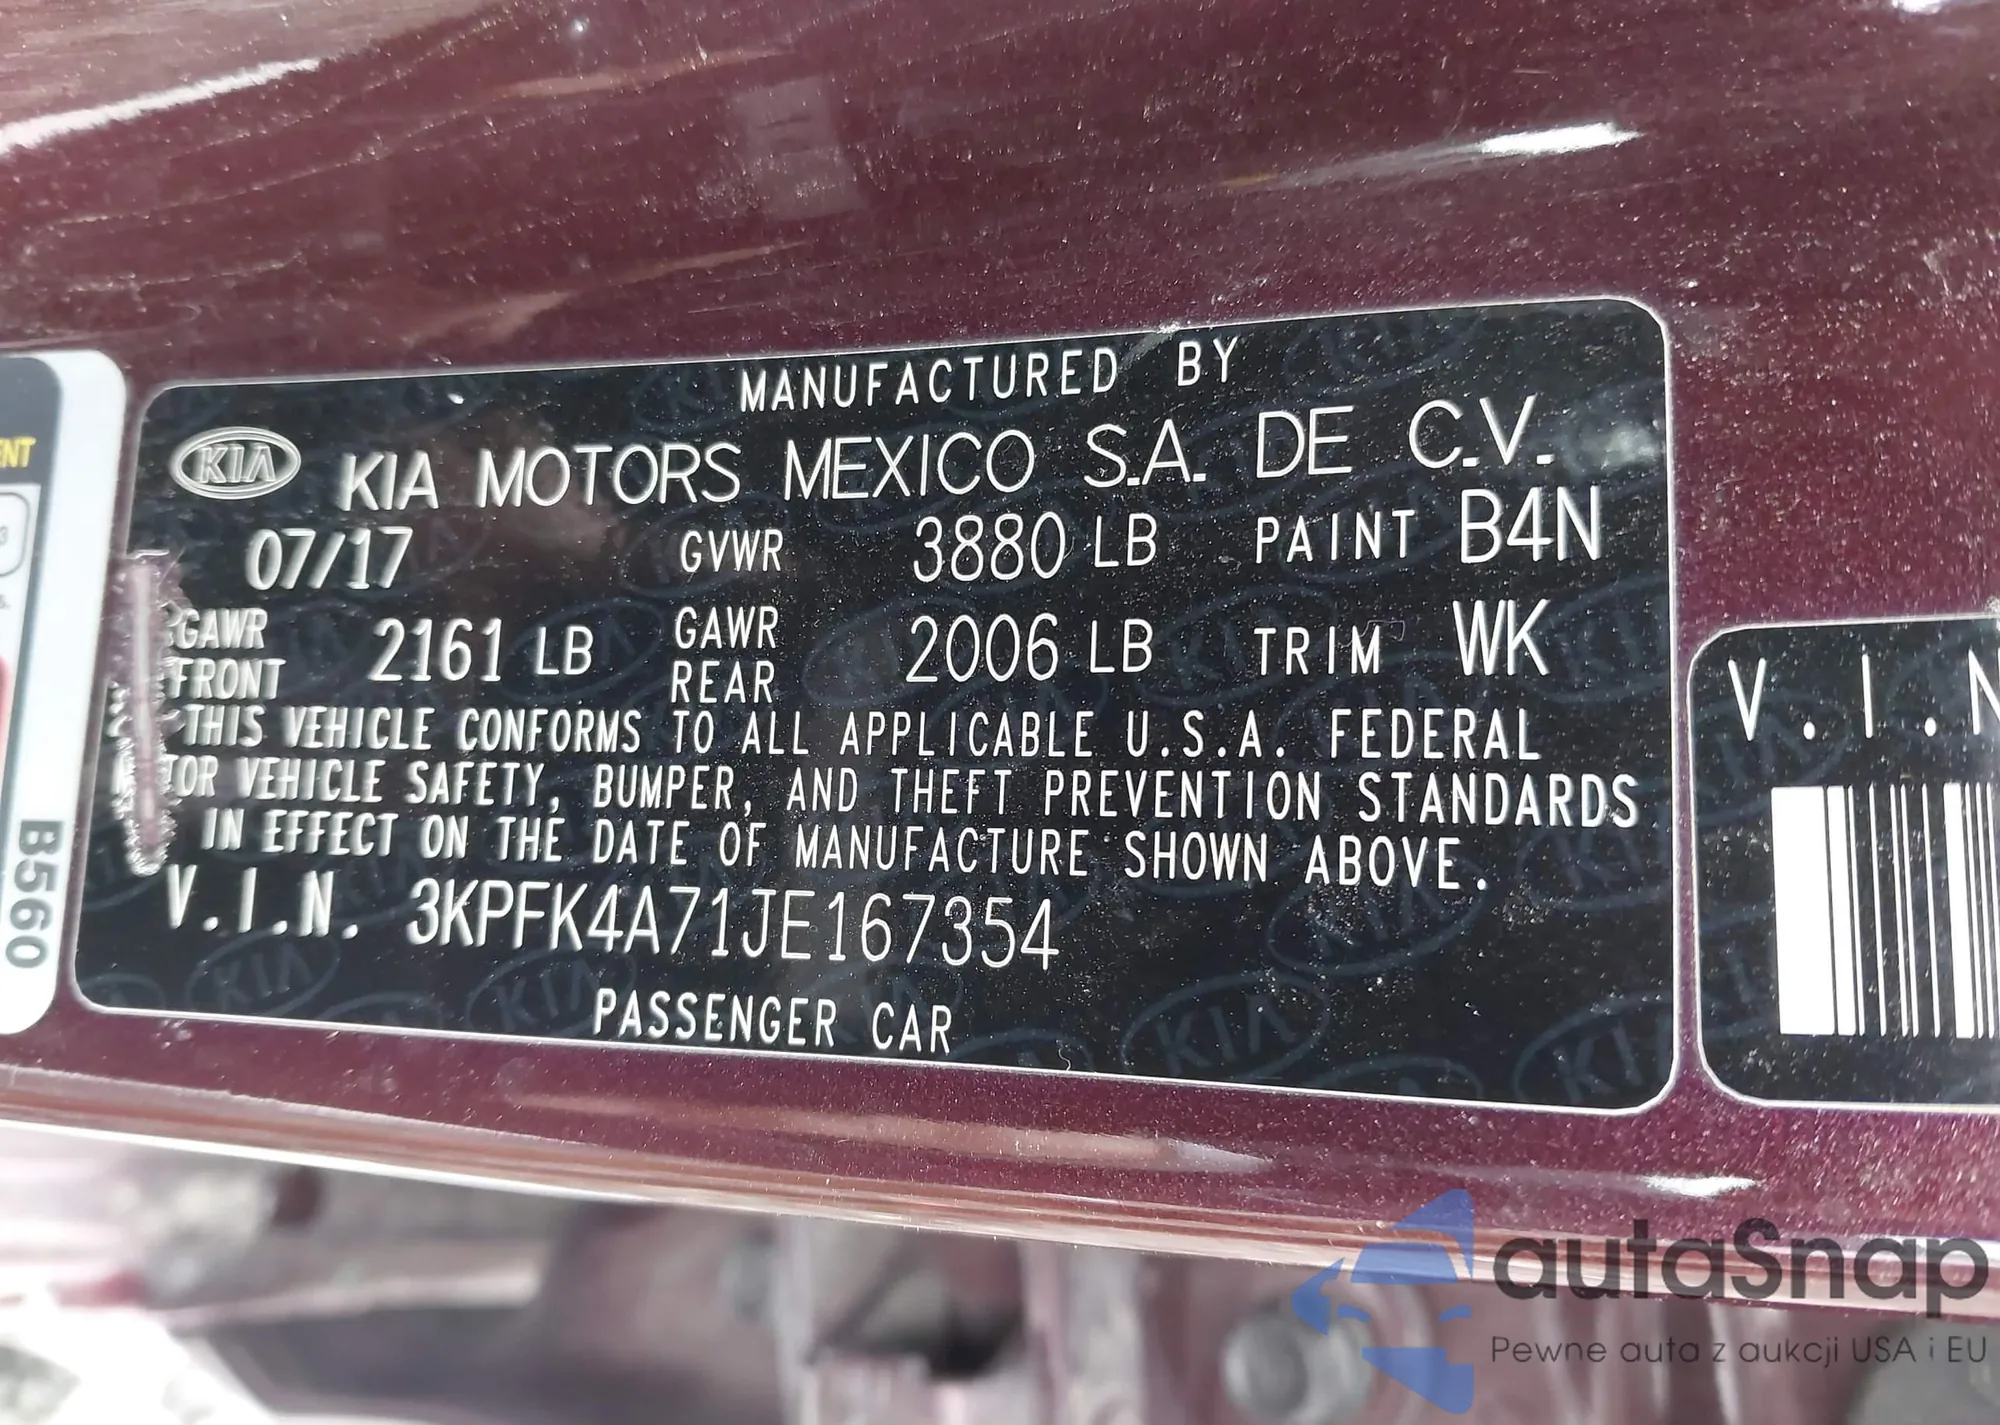 MANUFACTURED BY
KIA KIA MOTORS MEXICO S.A. DE C.V.
07/17 GVWR 3880 LB PAINT B4N
GAWR FRONT 2161 LB GAWR REAR 2006 LB TRIM WK
THIS VEHICLE CONFORMS TO ALL APPLICABLE U.S.A. FEDERAL
TOR VEHICLE SAFETY, BUMPER, AND THEFT PREVENTION STANDARDS
IN EFFECT ON THE DATE OF MANUFACTURE SHOWN ABOVE.
V.I.N. 3KPFK4A71JE167354
PASSENGER CAR
V.I.N
ENT
3
s.
B560
autaSnap
Pewne auta z aukcji USA i EU